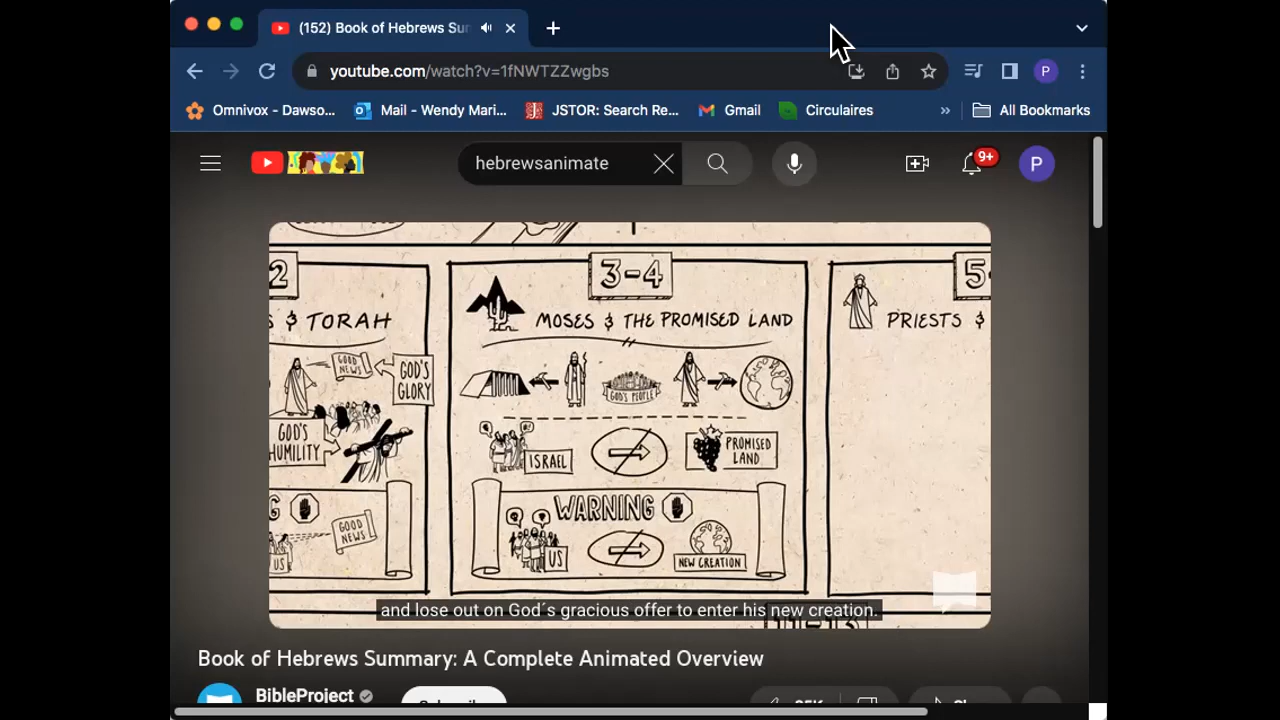 (152) Book of Hebrews Sum
youtube.com/watch?v=1fNWTZZwgbs
P
Omnivox - Dawso...
Mail - Wendy Mari...
JSTOR: Search Re...
Gmail
Circulaires
»
All Bookmarks
hebrewsanimate
9+
P
2
3-4
5-
& TORAH
MOSES & THE PROMISED LAND
PRIESTS &
GOOD NEWS
GOD'S GLORY
GOD'S PEOPLE
GOD'S HUMILITY
ISRAEL
PROMISED LAND
WARNING
GOOD NEWS
US
US
NEW CREATION
and lose out on God´s gracious offer to enter his new creation.
11-13
Book of Hebrews Summary: A Complete Animated Overview
BibleProject